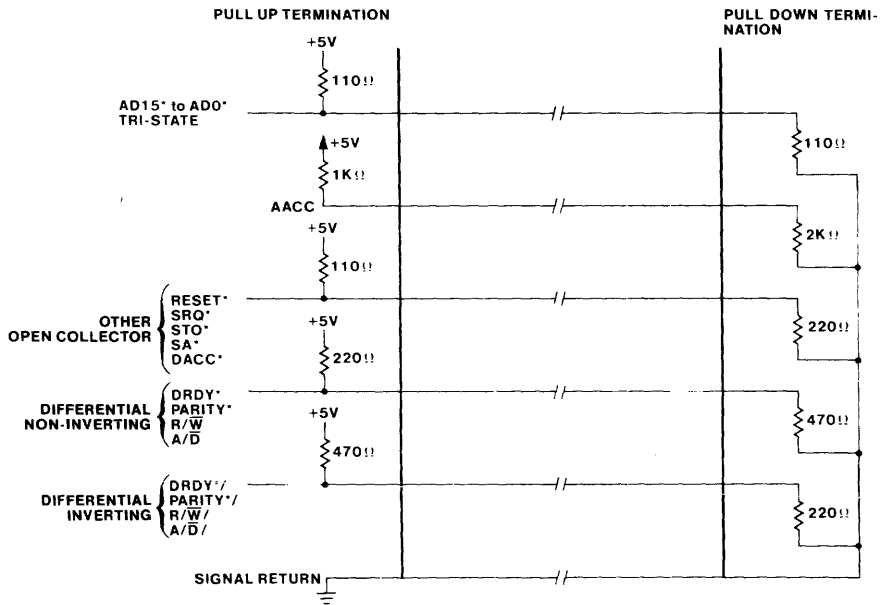 PULL UP TERMINATION
PULL DOWN TERMI-
NATION
+5V
110Ω
AD15* to AD0*
TRI-STATE
110Ω
+5V
1KΩ
AACC
2KΩ
+5V
110Ω
OTHER
OPEN COLLECTOR
RESET*
SRQ*
STO*
SA*
DACC*
220Ω
+5V
220Ω
DIFFERENTIAL
NON-INVERTING
DRDY*
PARITY*
R/W̅
A/D̅
470Ω
+5V
470Ω
DIFFERENTIAL
INVERTING
DRDY*/
PARITY*/
R/W̅/
A/D̅/
220Ω
SIGNAL RETURN